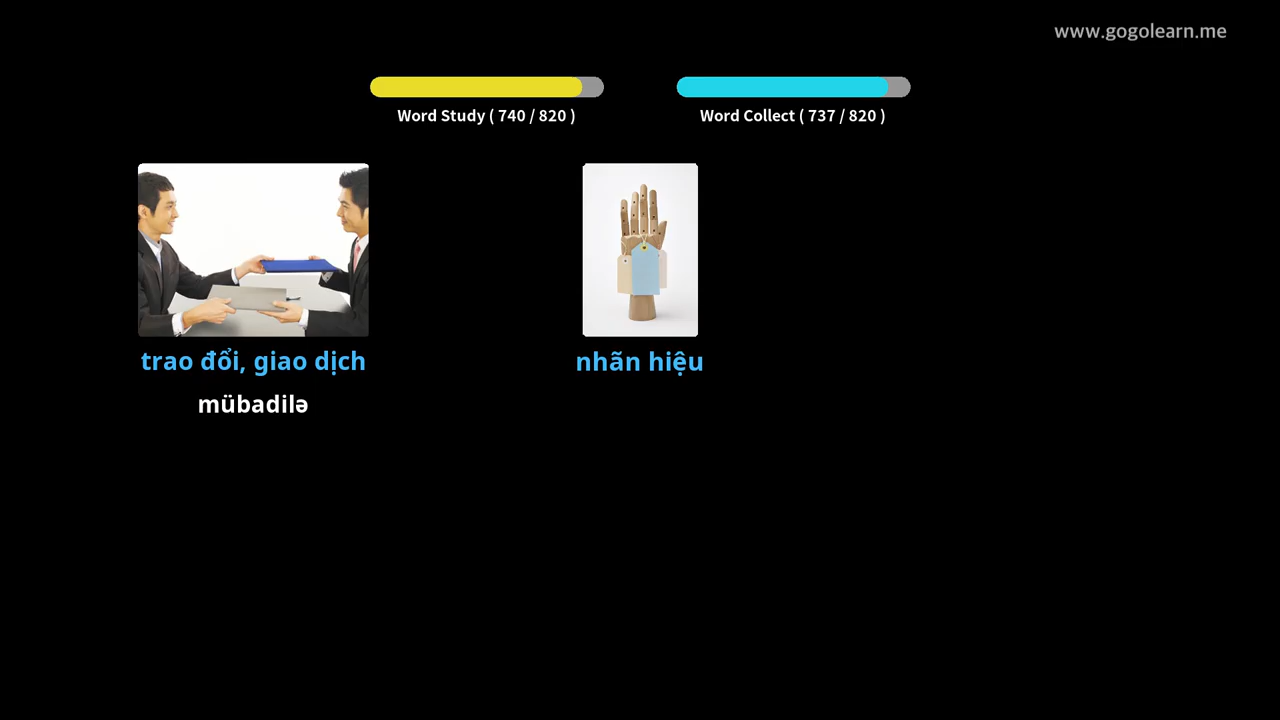 www.gogolearn.me
Word Study ( 740 / 820 )
Word Collect ( 737 / 820 )
trao đổi, giao dịch
mübadilə
nhãn hiệu